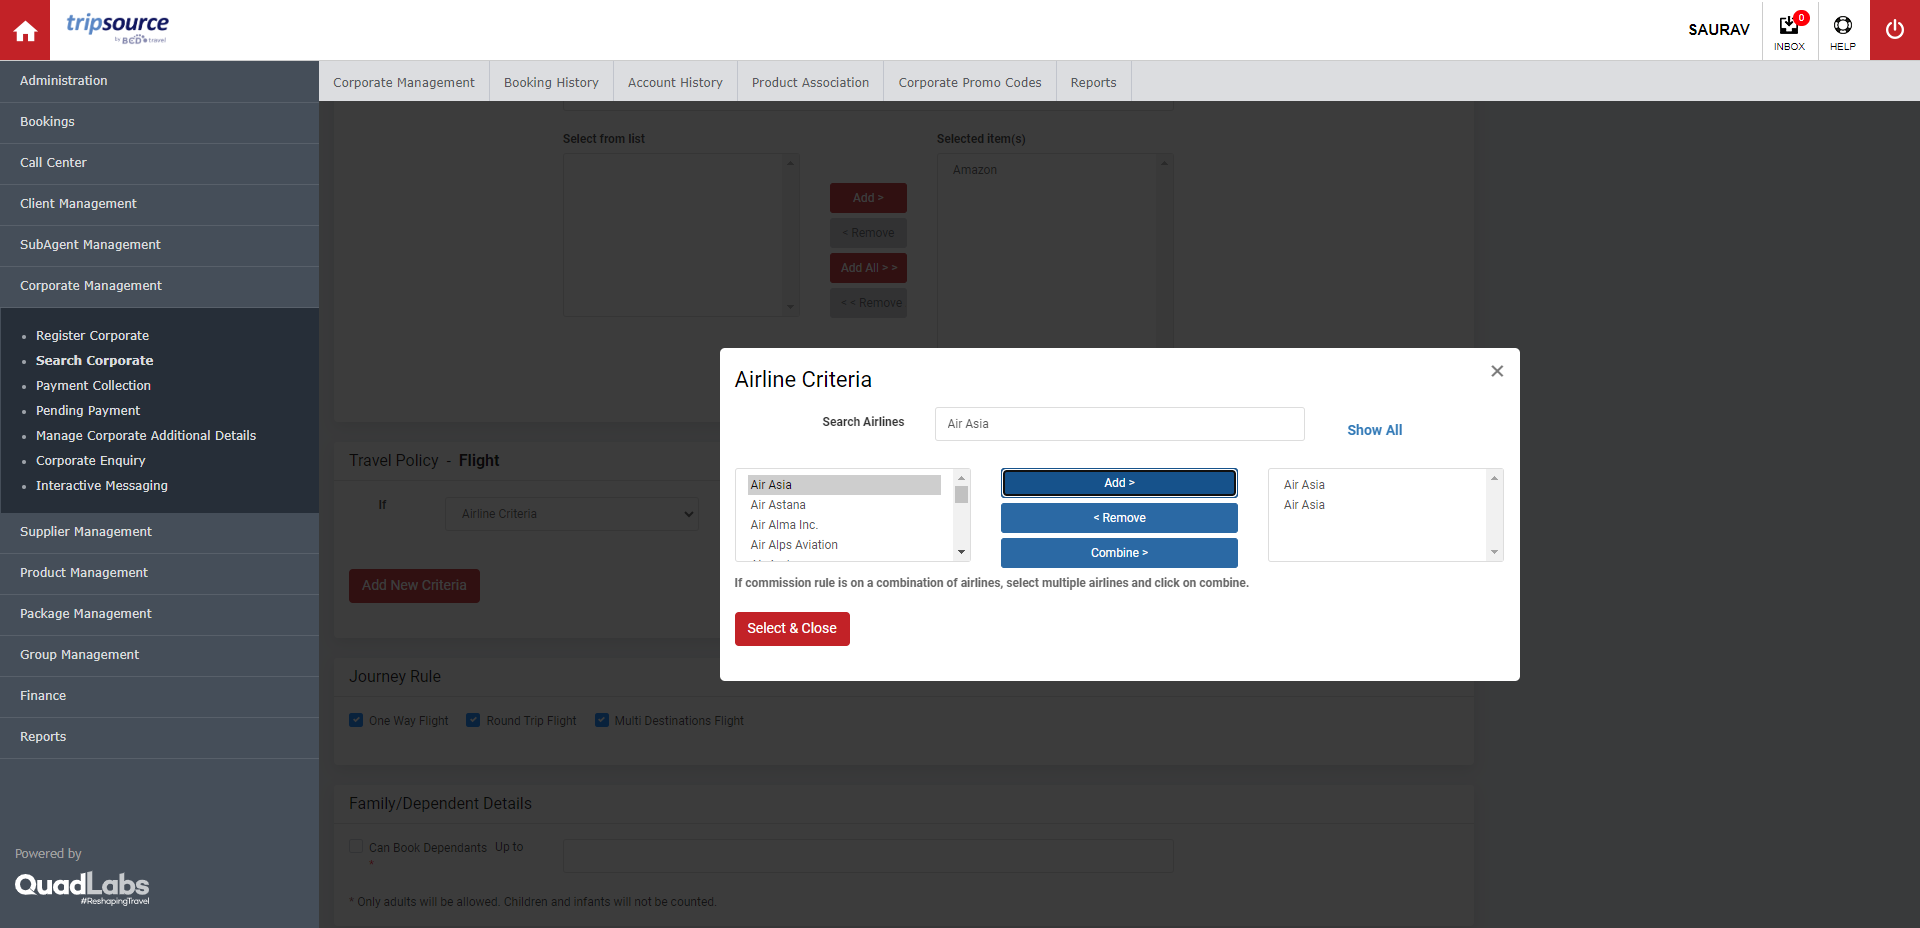 tripsource
by BCD travel
SAURAV
0
INBOX
HELP
Administration
Bookings
Call Center
Client Management
SubAgent Management
Corporate Management
Register Corporate
Search Corporate
Payment Collection
Pending Payment
Manage Corporate Additional Details
Corporate Enquiry
Interactive Messaging
Supplier Management
Product Management
Package Management
Group Management
Finance
Reports
Powered by
QuadLabs
#ReshapingTravel
Corporate Management
Booking History
Account History
Product Association
Corporate Promo Codes
Reports
Select from list
Selected item(s)
Amazon
Add >
< Remove
Add All > >
< < Remove
Travel Policy - Flight
If
Airline Criteria
Add New Criteria
Journey Rule
One Way Flight
Round Trip Flight
Multi Destinations Flight
Family/Dependent Details
Can Book Dependants Up to
*
* Only adults will be allowed. Children and infants will not be counted.
Airline Criteria
Search Airlines
Air Asia
Show All
Air Asia
Air Astana
Air Alma Inc.
Air Alps Aviation
Add >
< Remove
Combine >
Air Asia
Air Asia
If commission rule is on a combination of airlines, select multiple airlines and click on combine.
Select & Close